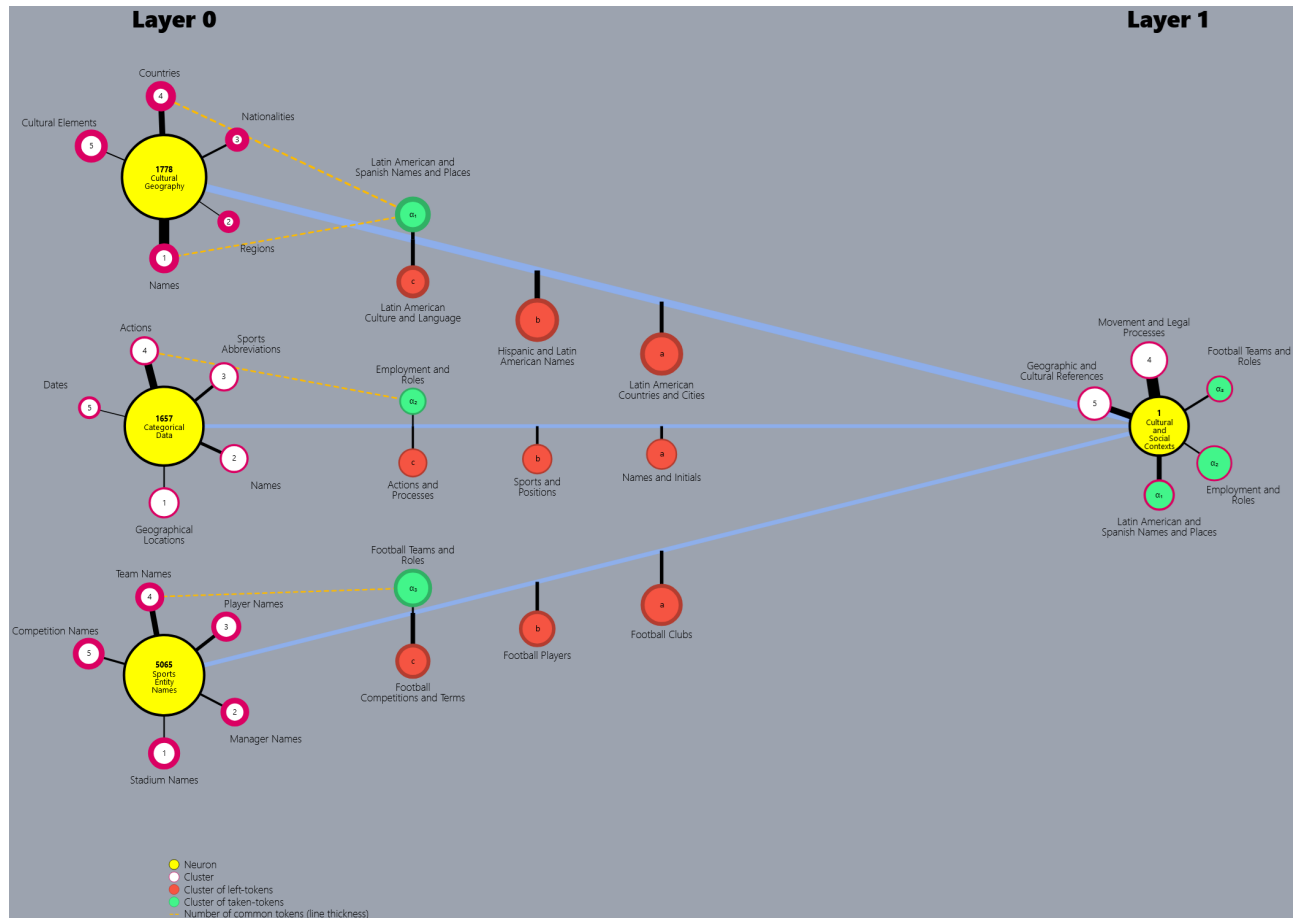 Layer 0
Layer 1
Countries
4
Nationalities
3
Cultural Elements
5
1778
Cultural
Geography
2
Regions
1
Names
Latin American and
Spanish Names and Places
α₁
c
Latin American
Culture and Language
b
Hispanic and Latin
American Names
a
Latin American
Countries and Cities
Actions
4
Sports
Abbreviations
3
Dates
5
1657
Categorical
Data
2
Names
1
Geographical
Locations
Employment and
Roles
α₂
c
Actions and
Processes
b
Sports and
Positions
a
Names and Initials
Team Names
4
Player Names
3
Competition Names
5
5065
Sports
Entity
Names
2
Manager Names
1
Stadium Names
Football Teams and
Roles
α₃
c
Football
Competitions and Terms
b
Football Players
a
Football Clubs
Movement and Legal
Processes
4
Geographic and
Cultural References
5
Football Teams and
Roles
1
Cultural
and
Social
Contexts
α₂
Employment and
Roles
α₁
Latin American and
Spanish Names and Places
Neuron
Cluster
Cluster of left-tokens
Cluster of taken-tokens
Number of common tokens (line thickness)